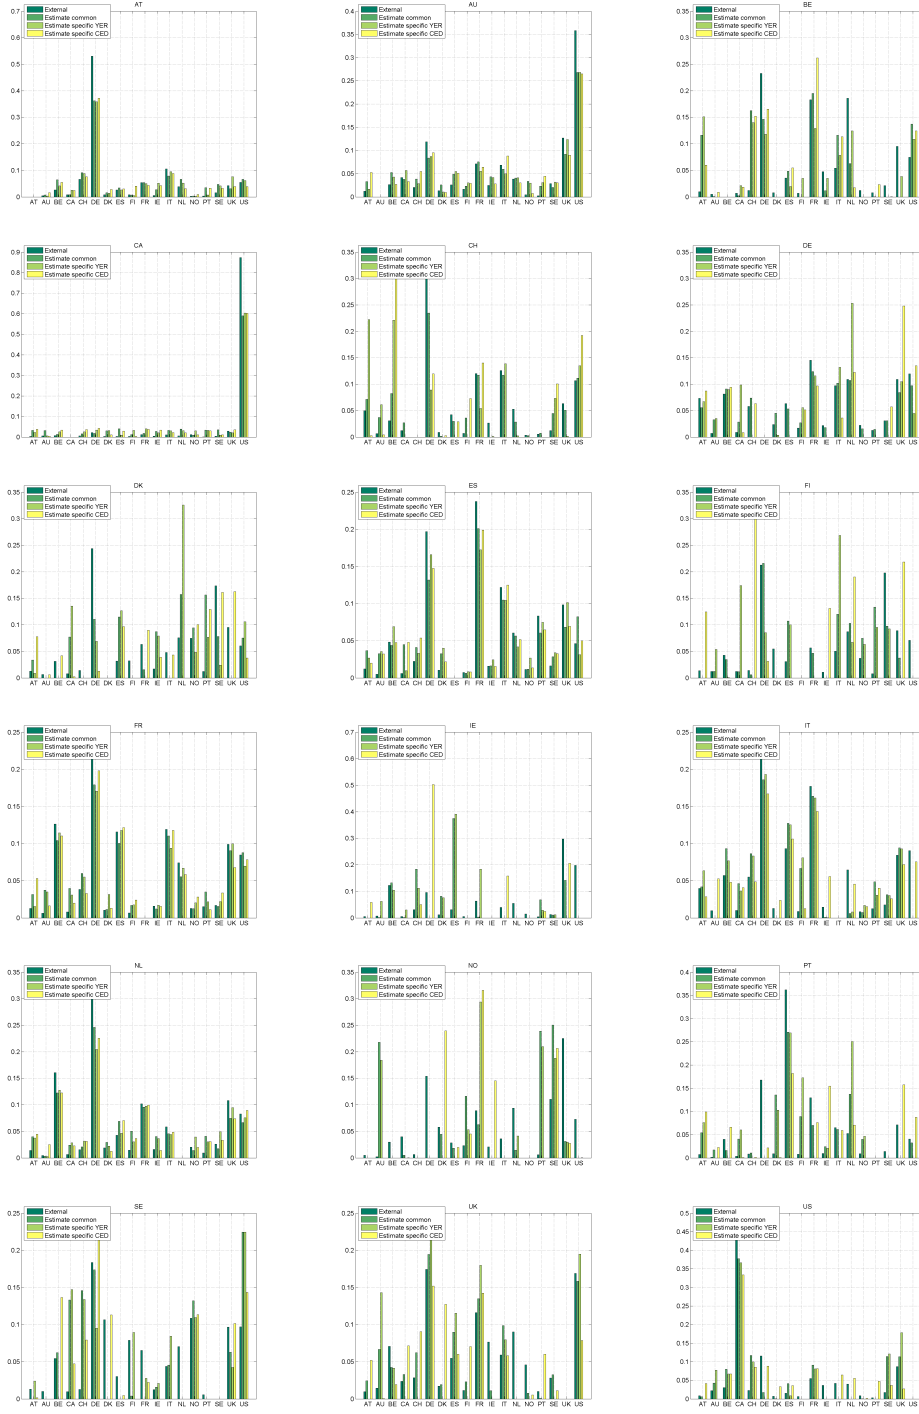 AT
External
Estimate common
Estimate specific YER
Estimate specific CED
0.7
0.6
0.5
0.4
0.3
0.2
0.1
0
AT AU BE CA CH DE DK ES FI FR IE IT NL NO PT SE UK US
AU
External
Estimate common
Estimate specific YER
Estimate specific CED
0.4
0.35
0.3
0.25
0.2
0.15
0.1
0.05
0
AT AU BE CA CH DE DK ES FI FR IE IT NL NO PT SE UK US
BE
External
Estimate common
Estimate specific YER
Estimate specific CED
0.35
0.3
0.25
0.2
0.15
0.1
0.05
0
AT AU BE CA CH DE DK ES FI FR IE IT NL NO PT SE UK US
CA
External
Estimate common
Estimate specific YER
Estimate specific CED
0.9
0.8
0.7
0.6
0.5
0.4
0.3
0.2
0.1
0
AT AU BE CA CH DE DK ES FI FR IE IT NL NO PT SE UK US
CH
External
Estimate common
Estimate specific YER
Estimate specific CED
0.35
0.3
0.25
0.2
0.15
0.1
0.05
0
AT AU BE CA CH DE DK ES FI FR IE IT NL NO PT SE UK US
DE
External
Estimate common
Estimate specific YER
Estimate specific CED
0.35
0.3
0.25
0.2
0.15
0.1
0.05
0
AT AU BE CA CH DE DK ES FI FR IE IT NL NO PT SE UK US
DK
External
Estimate common
Estimate specific YER
Estimate specific CED
0.35
0.3
0.25
0.2
0.15
0.1
0.05
0
AT AU BE CA CH DE DK ES FI FR IE IT NL NO PT SE UK US
ES
External
Estimate common
Estimate specific YER
Estimate specific CED
0.25
0.2
0.15
0.1
0.05
0
AT AU BE CA CH DE DK ES FI FR IE IT NL NO PT SE UK US
FI
External
Estimate common
Estimate specific YER
Estimate specific CED
0.35
0.3
0.25
0.2
0.15
0.1
0.05
0
AT AU BE CA CH DE DK ES FI FR IE IT NL NO PT SE UK US
FR
External
Estimate common
Estimate specific YER
Estimate specific CED
0.25
0.2
0.15
0.1
0.05
0
AT AU BE CA CH DE DK ES FI FR IE IT NL NO PT SE UK US
IE
External
Estimate common
Estimate specific YER
Estimate specific CED
0.7
0.6
0.5
0.4
0.3
0.2
0.1
0
AT AU BE CA CH DE DK ES FI FR IE IT NL NO PT SE UK US
IT
External
Estimate common
Estimate specific YER
Estimate specific CED
0.25
0.2
0.15
0.1
0.05
0
AT AU BE CA CH DE DK ES FI FR IE IT NL NO PT SE UK US
NL
External
Estimate common
Estimate specific YER
Estimate specific CED
0.35
0.3
0.25
0.2
0.15
0.1
0.05
0
AT AU BE CA CH DE DK ES FI FR IE IT NL NO PT SE UK US
NO
External
Estimate common
Estimate specific YER
Estimate specific CED
0.35
0.3
0.25
0.2
0.15
0.1
0.05
0
AT AU BE CA CH DE DK ES FI FR IE IT NL NO PT SE UK US
PT
External
Estimate common
Estimate specific YER
Estimate specific CED
0.4
0.35
0.3
0.25
0.2
0.15
0.1
0.05
0
AT AU BE CA CH DE DK ES FI FR IE IT NL NO PT SE UK US
SE
External
Estimate common
Estimate specific YER
Estimate specific CED
0.25
0.2
0.15
0.1
0.05
0
AT AU BE CA CH DE DK ES FI FR IE IT NL NO PT SE UK US
UK
External
Estimate common
Estimate specific YER
Estimate specific CED
0.25
0.2
0.15
0.1
0.05
0
AT AU BE CA CH DE DK ES FI FR IE IT NL NO PT SE UK US
US
External
Estimate common
Estimate specific YER
Estimate specific CED
0.5
0.45
0.4
0.35
0.3
0.25
0.2
0.15
0.1
0.05
0
AT AU BE CA CH DE DK ES FI FR IE IT NL NO PT SE UK US